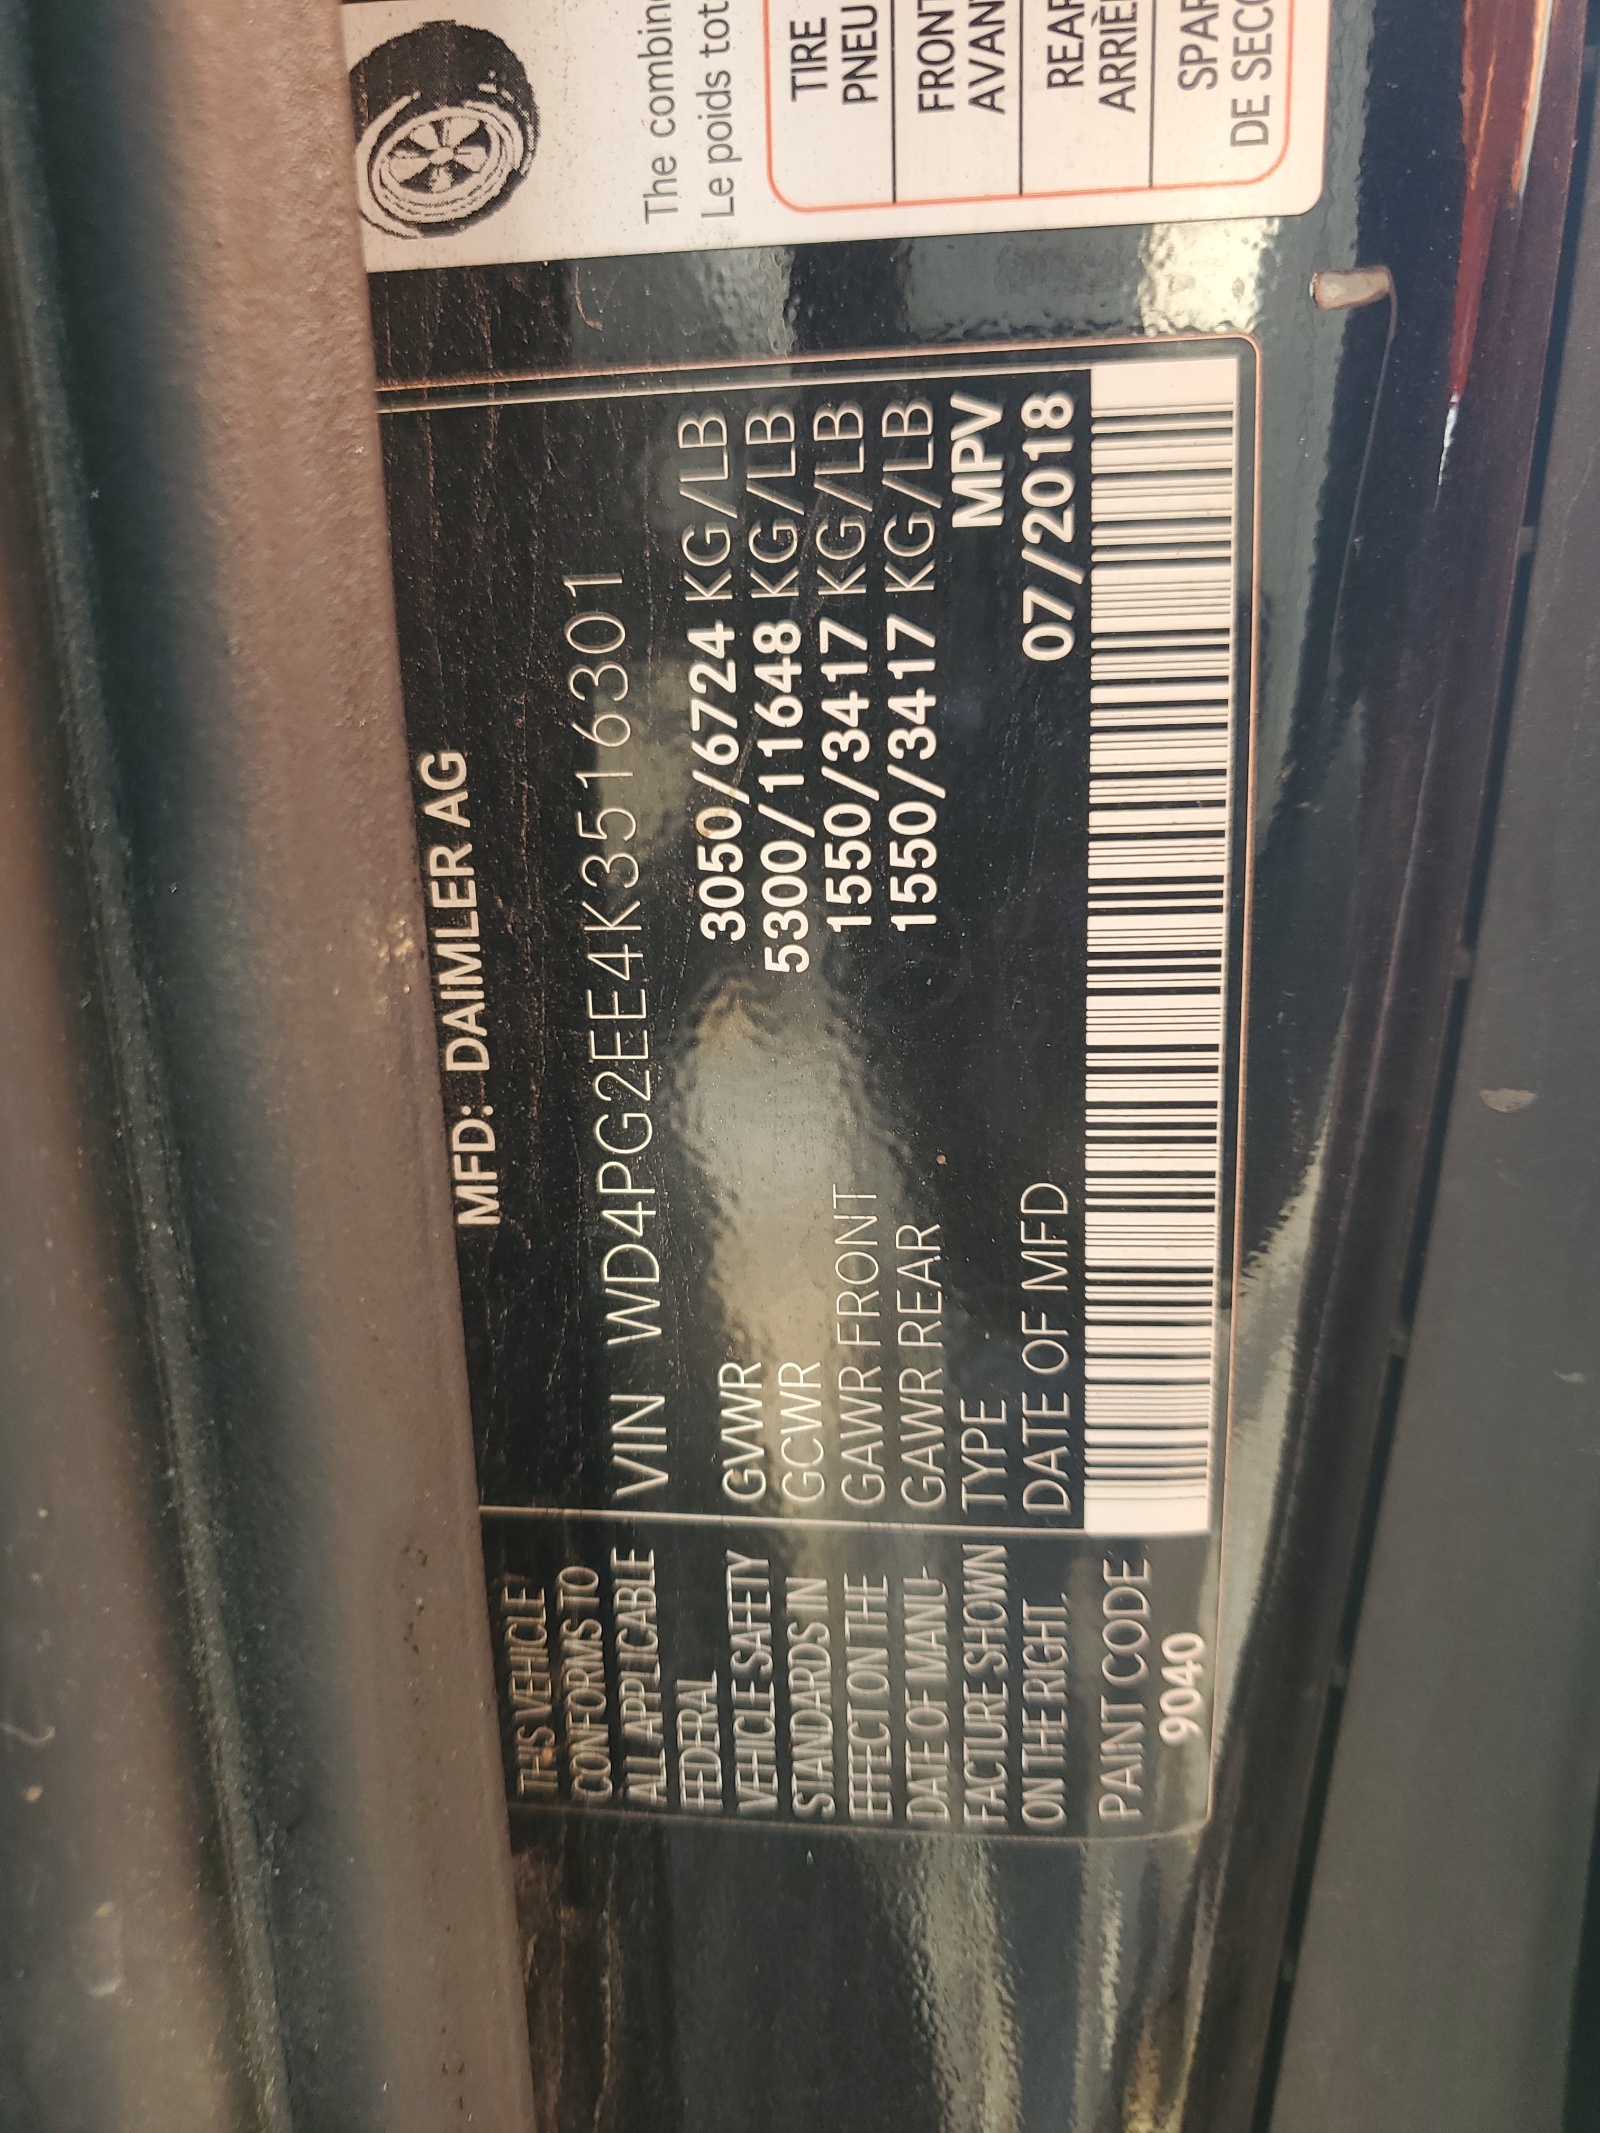 MFD: DAIMLER AG
THIS VEHICLE
CONFORMS TO
ALL APPLICABLE
FEDERAL
VEHICLE SAFETY
STANDARDS IN
EFFECT ON THE
DATE OF MANU-
FACTURE SHOWN
ON THE RIGHT.
PAINT CODE
9040
VIN WD4PG2EE4K3516301
GVWR 3050/6724 KG/LB
GCWR 5300/11648 KG/LB
GAWR FRONT 1550/3417 KG/LB
GAWR REAR 1550/3417 KG/LB
TYPE MPV
DATE OF MFD 07/2018
The combin
Le poids tot
TIRE
PNEU
FRONT
AVAN
REAR
ARRIÈ
SPAR
DE SECO